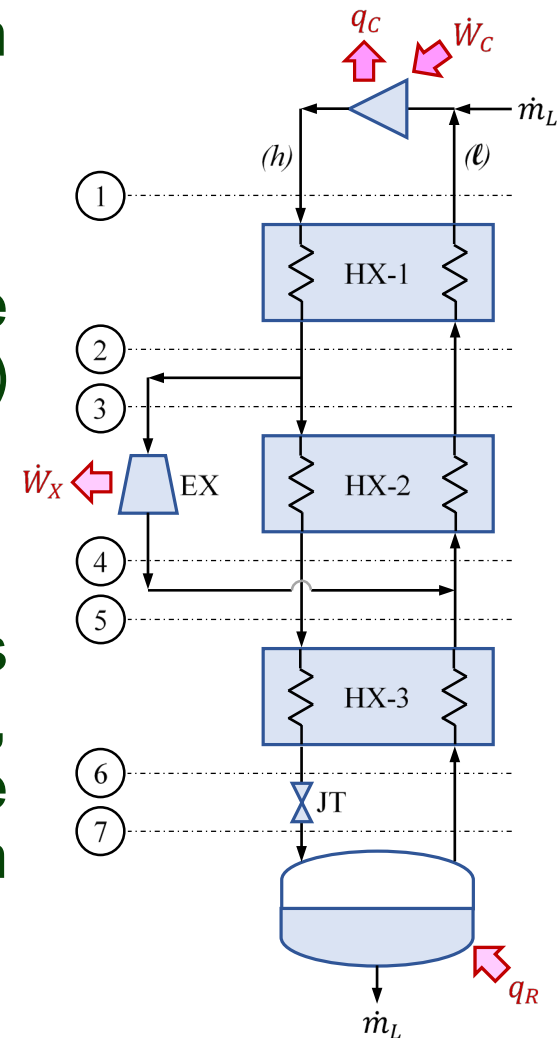 n
q_C
Ẇ_C
ṁ_L
(h)
(ℓ)
1
HX-1
e
2
)
3
Ẇ_X
EX
HX-2
4
5
s
HX-3
,
6
e
JT
7
n
q_R
ṁ_L